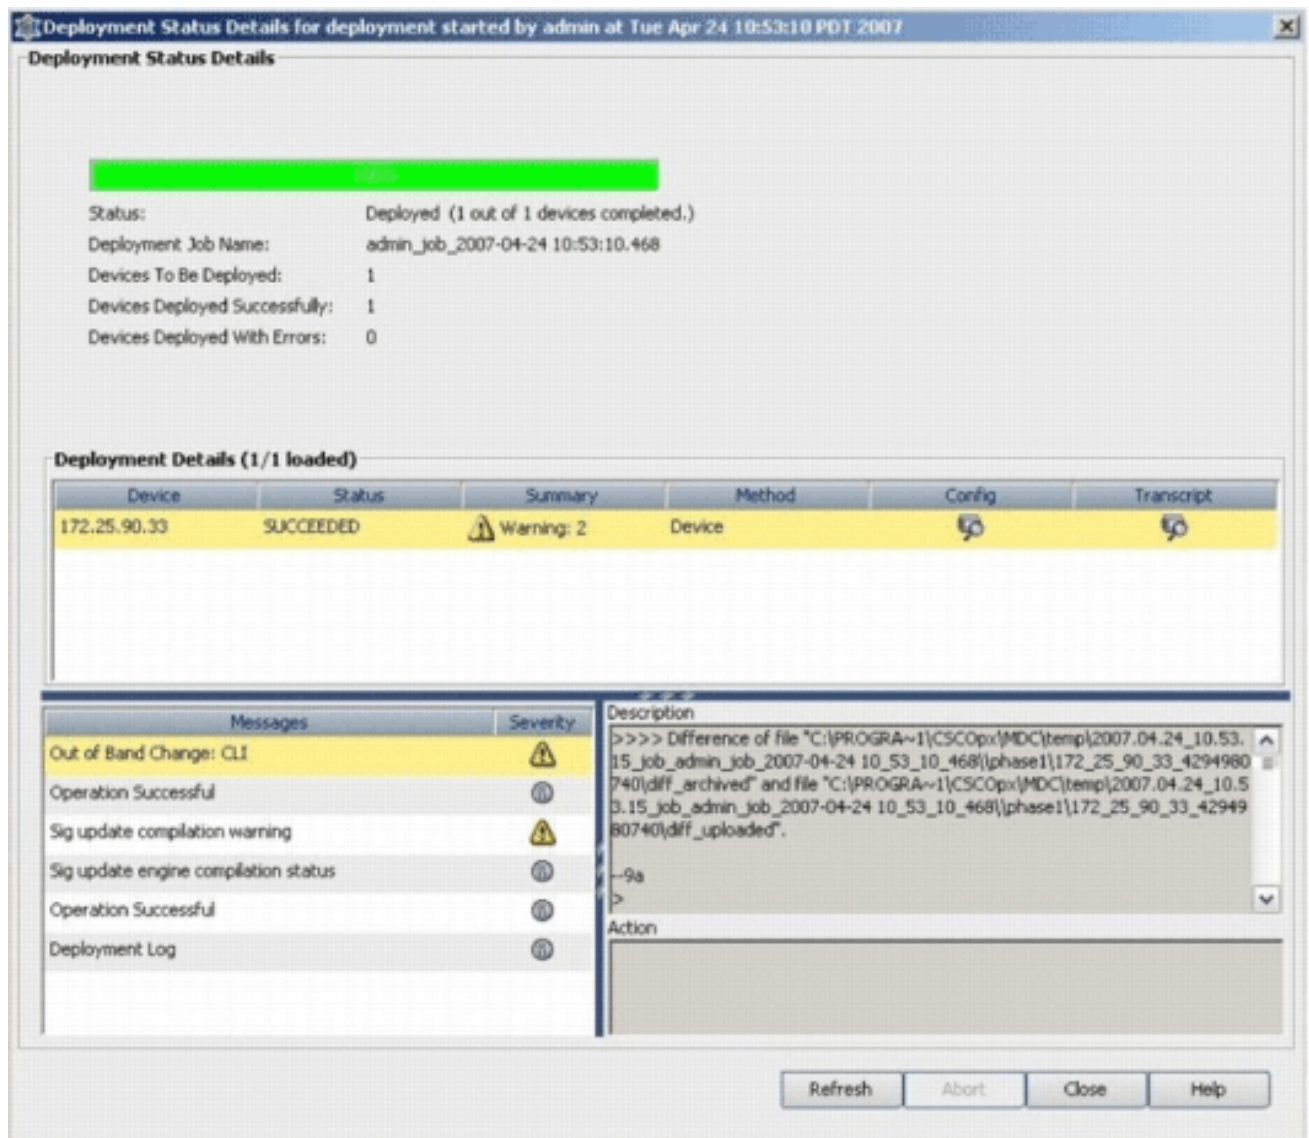 Deployment Status Details for deployment started by admin at Tue Apr 24 10:53:10 PDT 2007
Deployment Status Details
Status: Deployed (1 out of 1 devices completed.)
Deployment Job Name: admin_job_2007-04-24 10:53:10.468
Devices To Be Deployed: 1
Devices Deployed Successfully: 1
Devices Deployed With Errors: 0
Deployment Details (1/1 loaded)
Device Status Summary Method Config Transcript
172.25.90.33 SUCCEEDED Warning: 2 Device
Messages Severity
Out of Band Change: CLI
Operation Successful
Sig update compilation warning
Sig update engine compilation status
Operation Successful
Deployment Log
Description
>>>> Difference of file "C:\PROGRA~1\CSCOpx\MDC\temp\2007.04.24_10.53.
15_job_admin_job_2007-04-24 10_53_10_468\\phase1\172_25_90_33_4294980
740\diff_archived" and file "C:\PROGRA~1\CSCOpx\MDC\temp\2007.04.24_10.5
3.15_job_admin_job_2007-04-24 10_53_10_468\\phase1\172_25_90_33_42949
80740\diff_uploaded".
--9a
>
Action
Refresh Abort Close Help